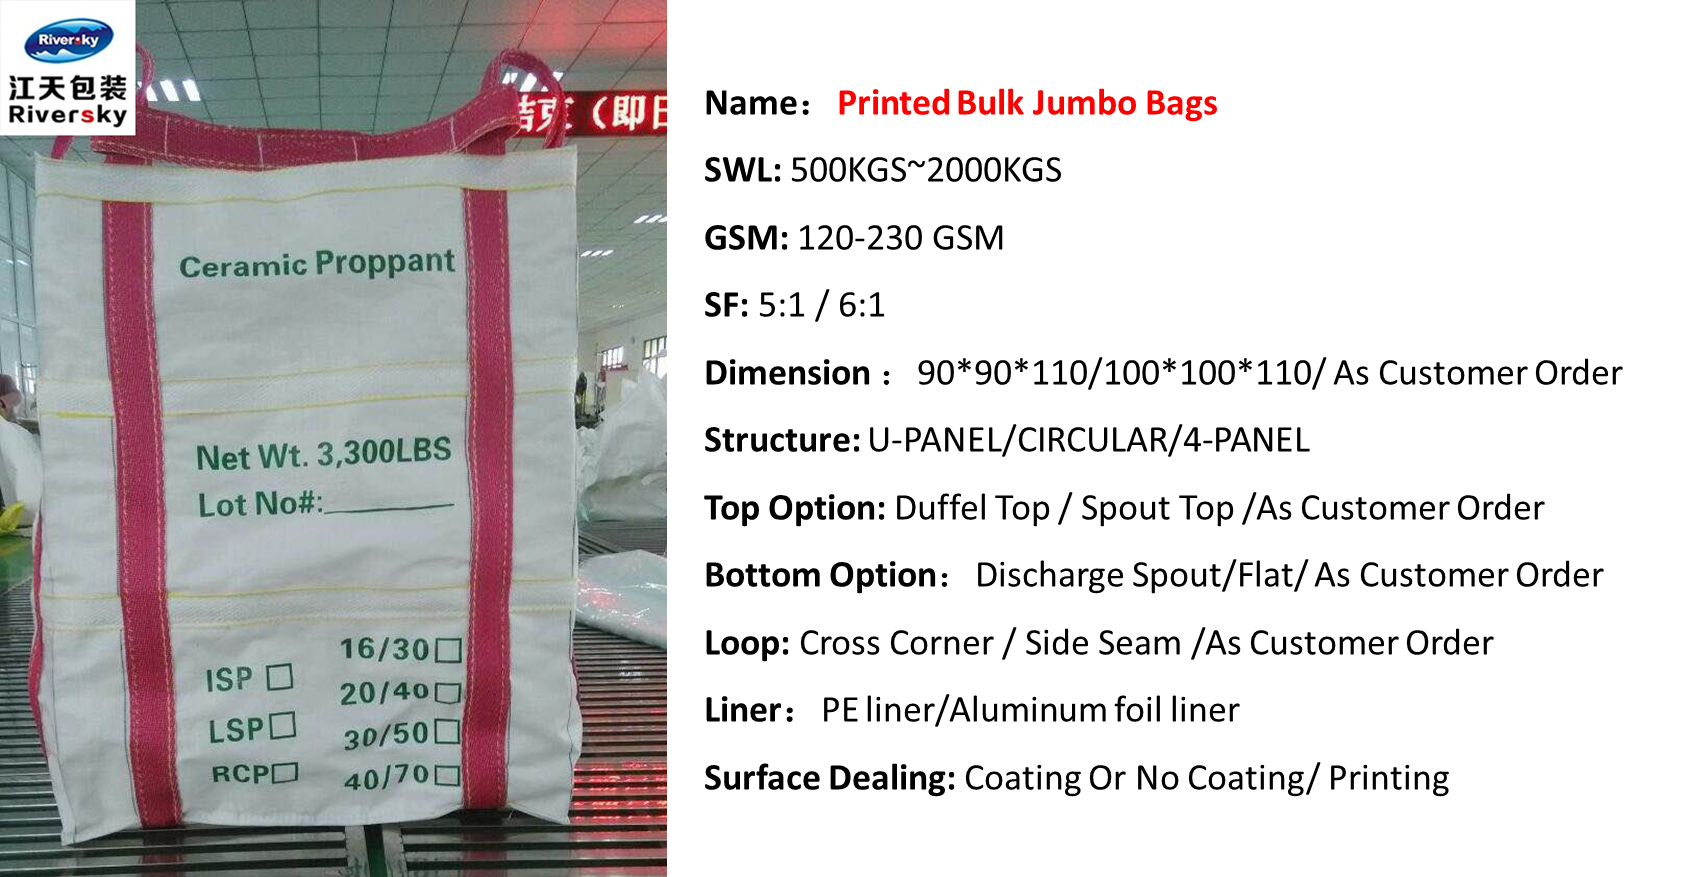 Riversky
江天包装
Riversky
结束（即日
Ceramic Proppant
Net Wt. 3,300LBS
Lot No#:
ISP
LSP
RCP
16/30
20/40
30/50
40/70
Name： Printed Bulk Jumbo Bags
SWL: 500KGS~2000KGS
GSM: 120-230 GSM
SF: 5:1 / 6:1
Dimension： 90*90*110/100*100*110/ As Customer Order
Structure: U-PANEL/CIRCULAR/4-PANEL
Top Option: Duffel Top / Spout Top /As Customer Order
Bottom Option： Discharge Spout/Flat/ As Customer Order
Loop: Cross Corner / Side Seam /As Customer Order
Liner： PE liner/Aluminum foil liner
Surface Dealing: Coating Or No Coating/ Printing